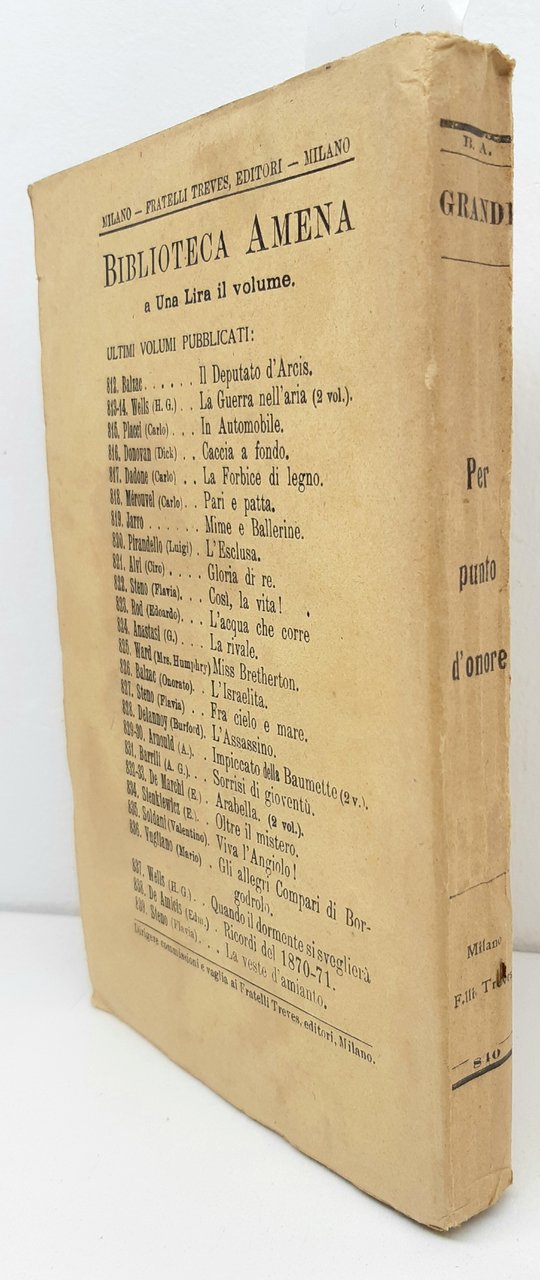 MILANO — FRATELLI TREVES, EDITORI — MILANO
BIBLIOTECA AMENA
a Una Lira il volume.
ULTIMI VOLUMI PUBBLICATI:
812. Balzac . . . . . . Il Deputato d'Arcis.
813-14. Wells (H. G.) . . La Guerra nell'aria (2 vol.).
815. Placci (Carlo) . . . In Automobile.
816. Donovan (Dick) . . Caccia a fondo.
817. Dadone (Carlo) . . La Forbice di legno.
818. Mérouvel (Carlo) . . Pari e patta.
819. Jarro . . . . . . . Mime e Ballerine.
820. Pirandello (Luigi) . L'Esclusa.
821. Alvi (Ciro) . . . . Gloria di re.
822. Steno (Flavia). . . Così, la vita!
823. Rod (Edoardo). . . L'acqua che corre
824. Anastasi (G.) . . . La rivale.
825. Ward (Mrs. Humphry) Miss Bretherton.
826. Balzac (Onorato). . L'Israelita.
827. Steno (Flavia) . . Fra cielo e mare.
828. Delannoy (Burford). L'Assassino.
829-30. Arnould (A.). . Impiccato della Baumette (2 v.).
831. Barrili (A. G.). . . Sorrisi di gioventù.
832-33. De Marchi (E.) . Arabella. (2 vol.).
834. Sienkiewicz (E.) . Oltre il mistero.
835. Soldani (Valentino). Viva l'Angiolo!
836. Vugliano (Mario) . Gli allegri Compari di Bor-
godrolo.
837. Wells (H. G.) . . Quando il dormente si sveglierà
838. De Amicis (Edm.) . Ricordi del 1870-71.
839. Steno (Flavia). . . La veste d'amianto.
Dirigere commissioni e vaglia ai Fratelli Treves, editori, Milano.
B. A.
GRANDI
Per
punto
d'onore
Milano
F.lli Treves
840